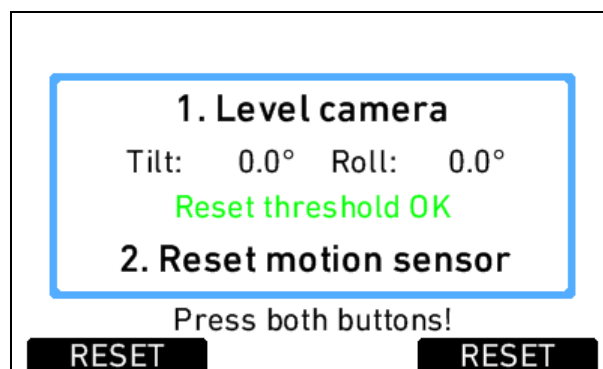 1. Level camera
Tilt: 0.0° Roll: 0.0°
Reset threshold OK
2. Reset motion sensor
Press both buttons!
RESET RESET